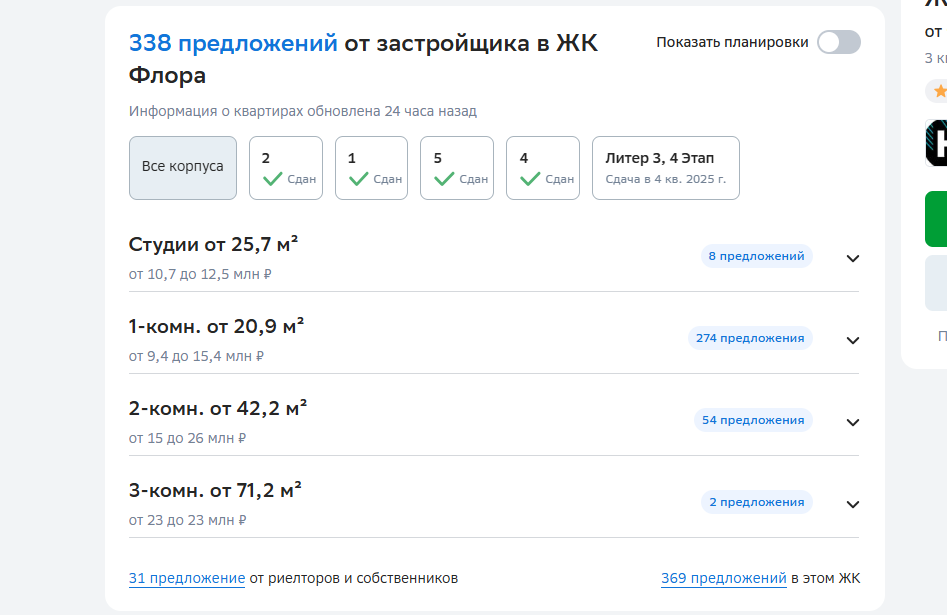 338 предложений от застройщика в ЖК
Флора
Показать планировки
Информация о квартирах обновлена 24 часа назад
Все корпуса
2
Сдан
1
Сдан
5
Сдан
4
Сдан
Литер 3, 4 Этап
Сдача в 4 кв. 2025 г.
Студии от 25,7 м²
от 10,7 до 12,5 млн ₽
8 предложений
1-комн. от 20,9 м²
от 9,4 до 15,4 млн ₽
274 предложения
2-комн. от 42,2 м²
от 15 до 26 млн ₽
54 предложения
3-комн. от 71,2 м²
от 23 до 23 млн ₽
2 предложения
31 предложение от риелторов и собственников
369 предложений в этом ЖК
от
3